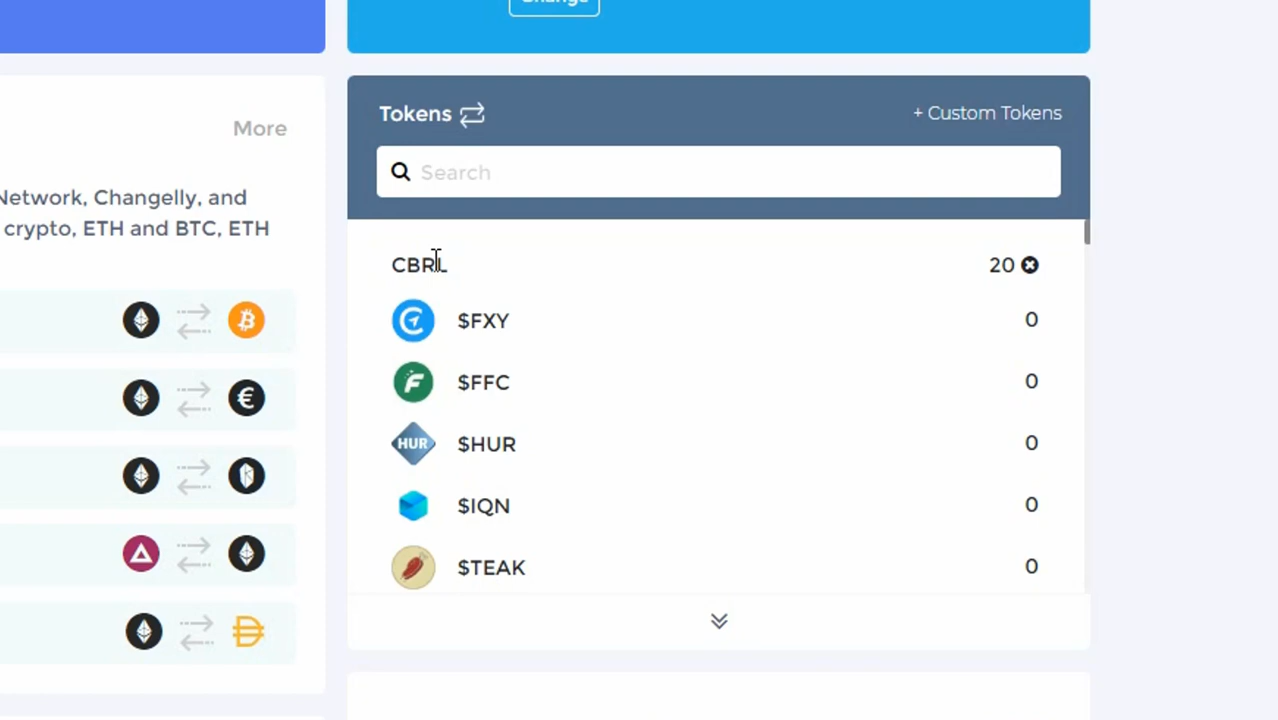 Change
More
Network, Changelly, and
crypto, ETH and BTC, ETH
Tokens
+ Custom Tokens
Search
CBRL 20
$FXY 0
$FFC 0
HUR $HUR 0
$IQN 0
$TEAK 0